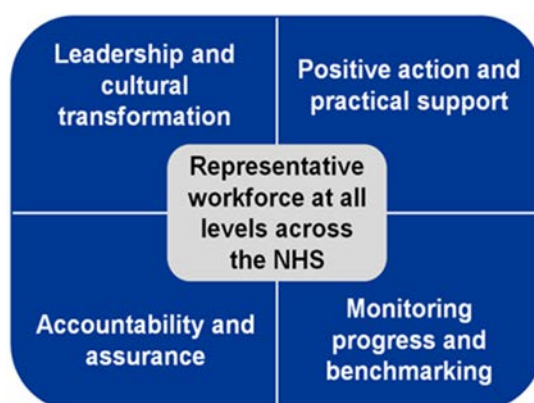 Leadership and
cultural
transformation
Positive action and
practical support
Representative
workforce at all
levels across
the NHS
Accountability and
assurance
Monitoring
progress and
benchmarking